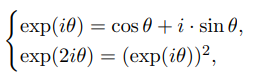 exp(iθ) = cos θ + i · sin θ,
exp(2iθ) = (exp(iθ))²,